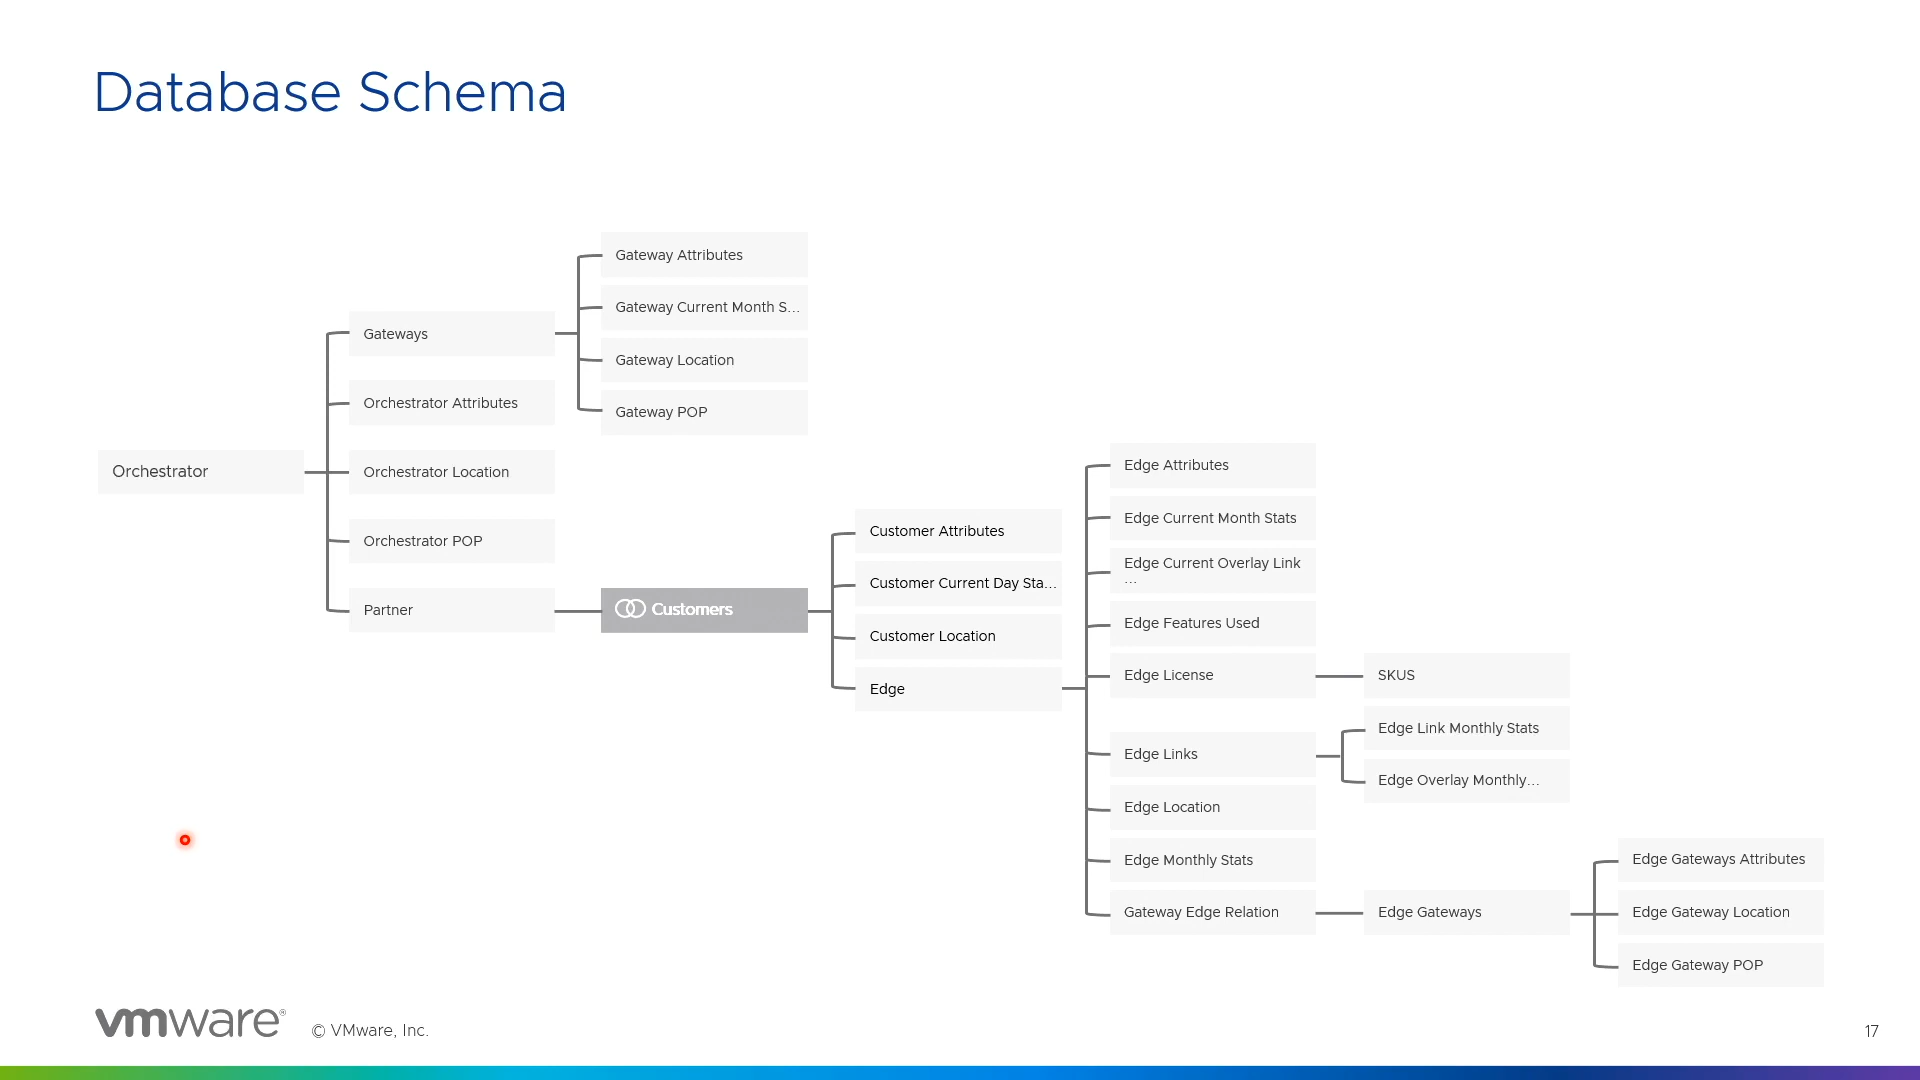 Database Schema
Orchestrator
Gateways
Orchestrator Attributes
Orchestrator Location
Orchestrator POP
Partner
Gateway Attributes
Gateway Current Month S...
Gateway Location
Gateway POP
Customers
Customer Attributes
Customer Current Day Sta...
Customer Location
Edge
Edge Attributes
Edge Current Month Stats
Edge Current Overlay Link
...
Edge Features Used
Edge License
Edge Links
Edge Location
Edge Monthly Stats
Gateway Edge Relation
SKUS
Edge Link Monthly Stats
Edge Overlay Monthly...
Edge Gateways
Edge Gateways Attributes
Edge Gateway Location
Edge Gateway POP
vmware®
© VMware, Inc.
17